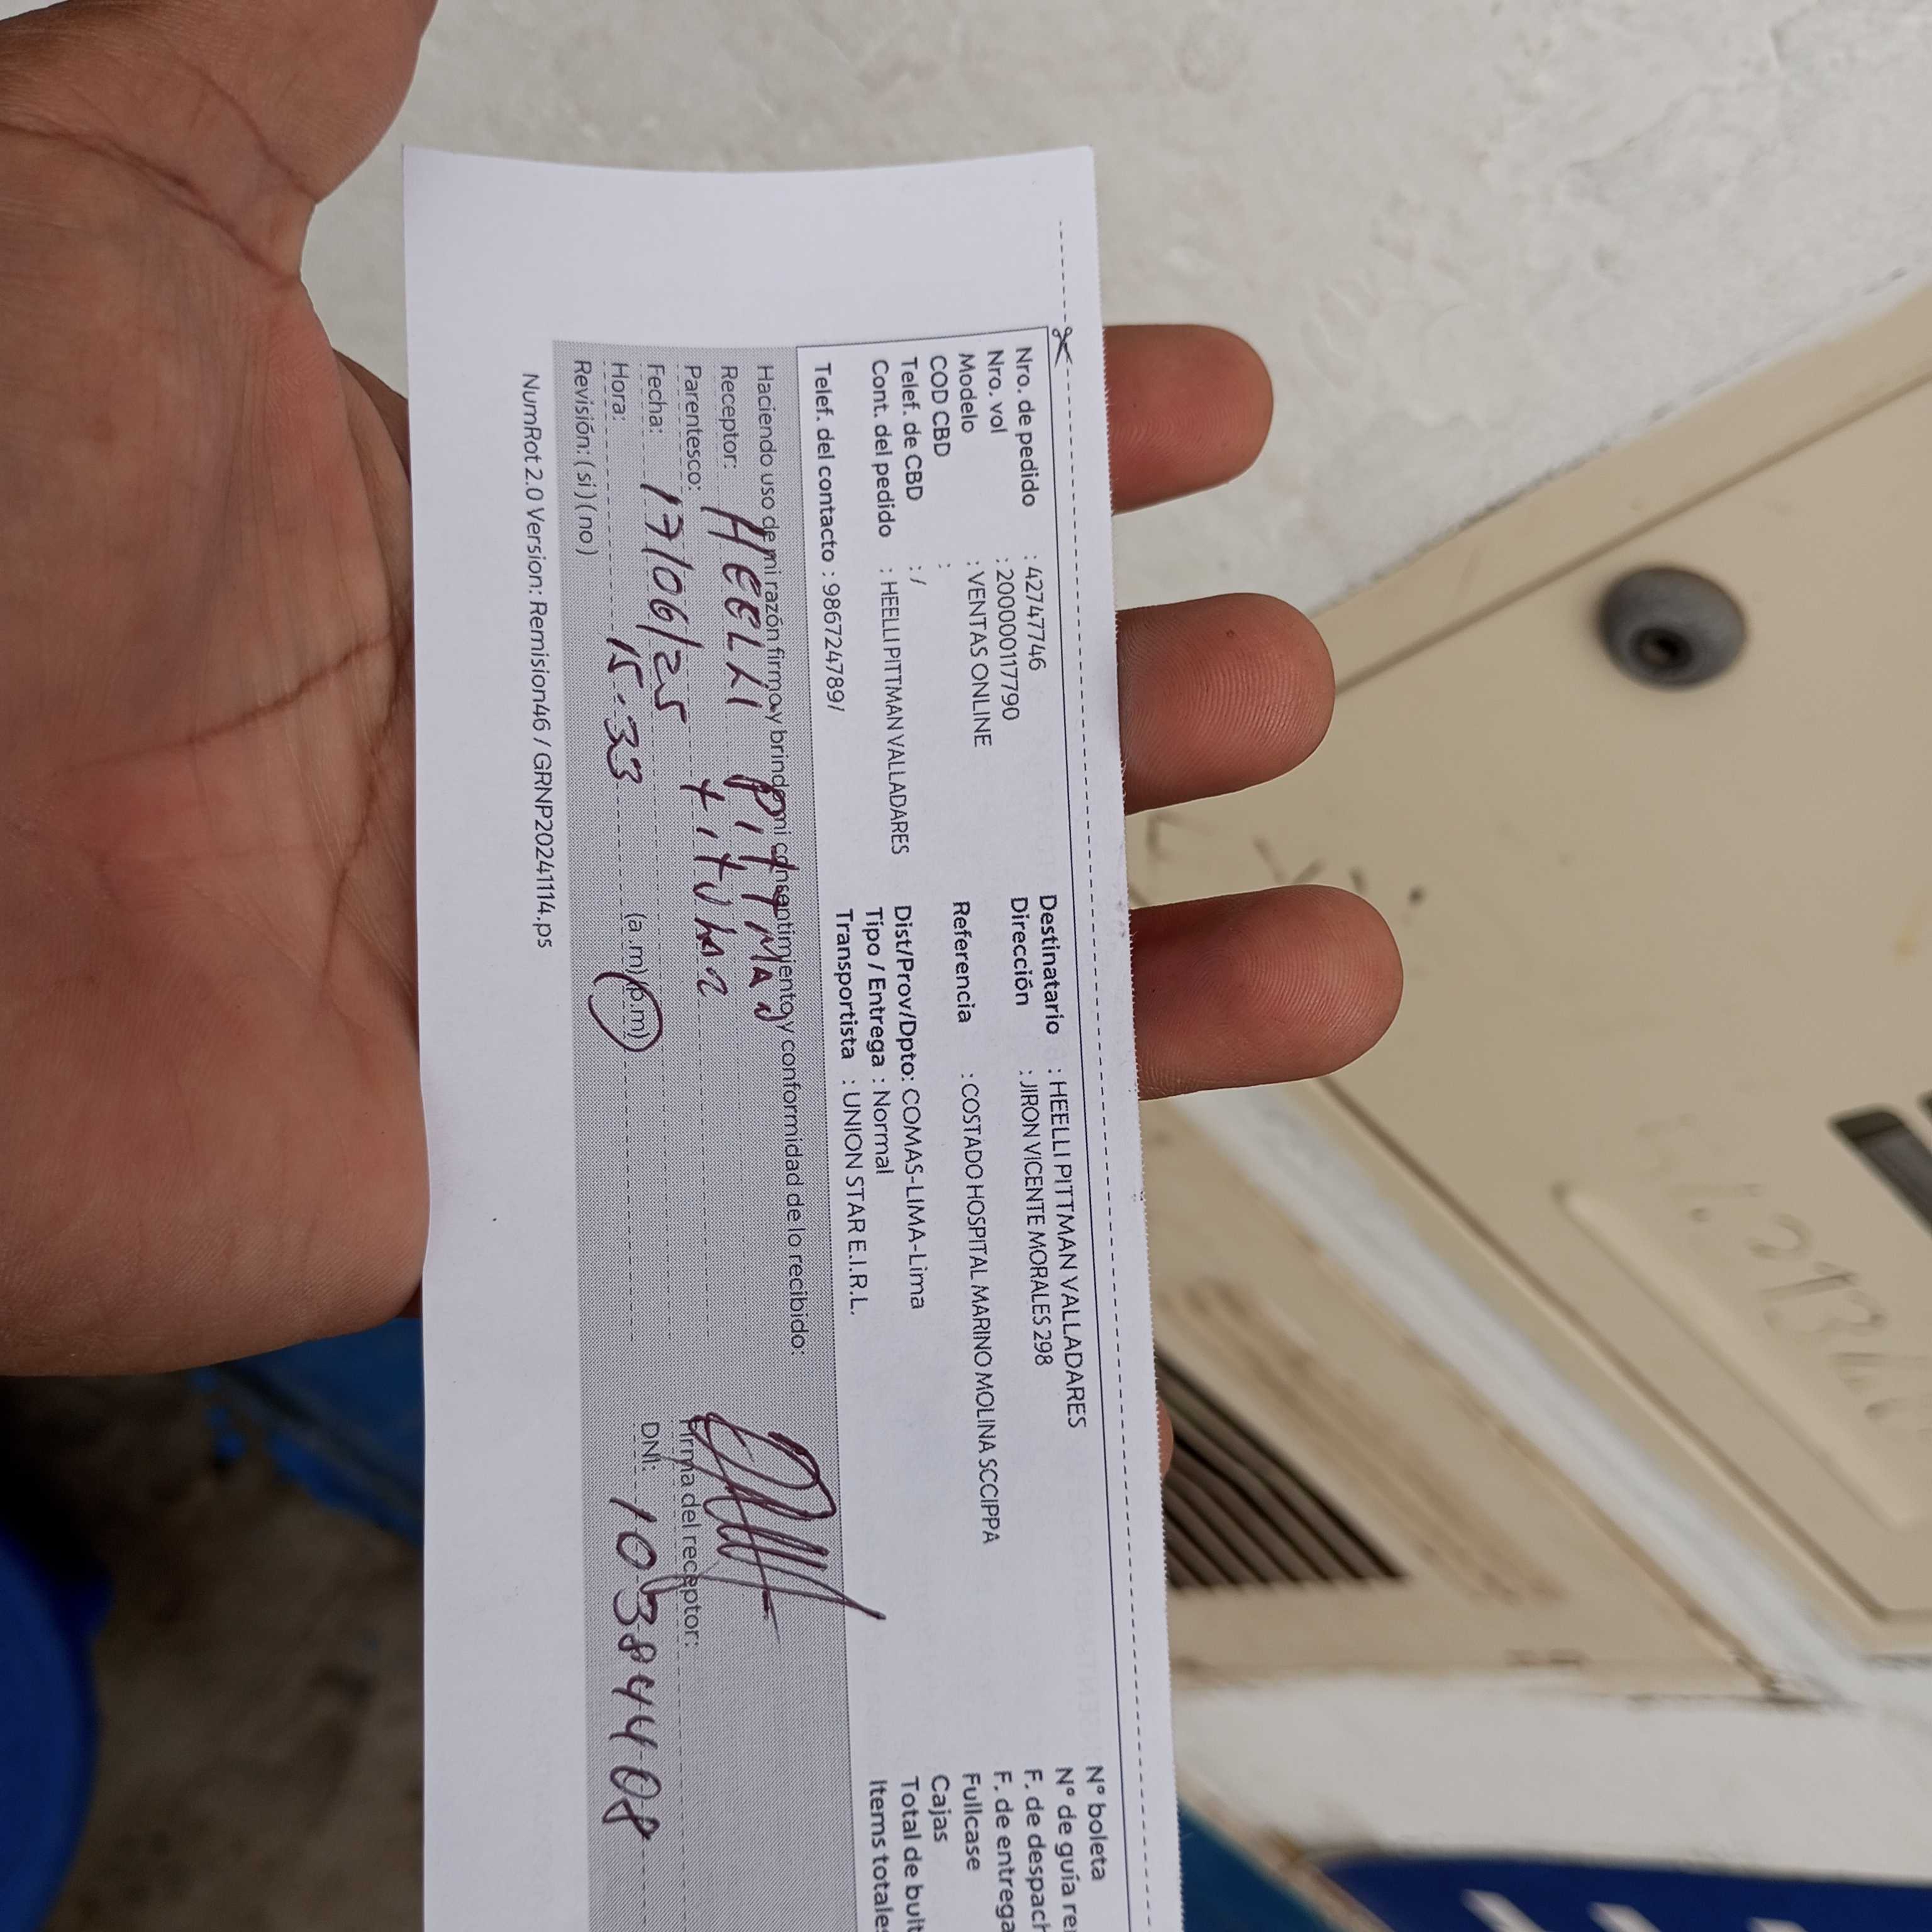 Nro. de pedido : 427477746
Nro. vol : 2000001177790
Modelo : VENTAS ONLINE
COD CBD :
Telef. de CBD : /
Cont. del pedido : HEELLI PITTMAN VALLADARES
Telef. del contacto : 986724789/
Destinatario : HEELLI PITTMAN VALLADARES
Dirección : JIRON VICENTE MORALES 298
Referencia : COSTADO HOSPITAL MARINO MOLINA SCCIPPA
Dist/Prov/Dpto: COMAS-LIMA-Lima
Tipo / Entrega : Normal
Transportista : UNION STAR E.I.R.L.
N° boleta
N° de guía re
F. de despach
F. de entrega
Fullcase
Cajas
Total de bult
Items totale
Haciendo uso de mi razón firmo y brindo mi consentimiento y conformidad de lo recibido:
Receptor: HEELLI PITTMAN
Parentesco: titular
Fecha: 17/06/25
Hora: 15:33 (a.m) (p.m)
Revisión: ( si ) ( no )
Firma del receptor:
DNI: 10384408
NumRot 2.0 Version: Remision46 / GRNP20241114.ps